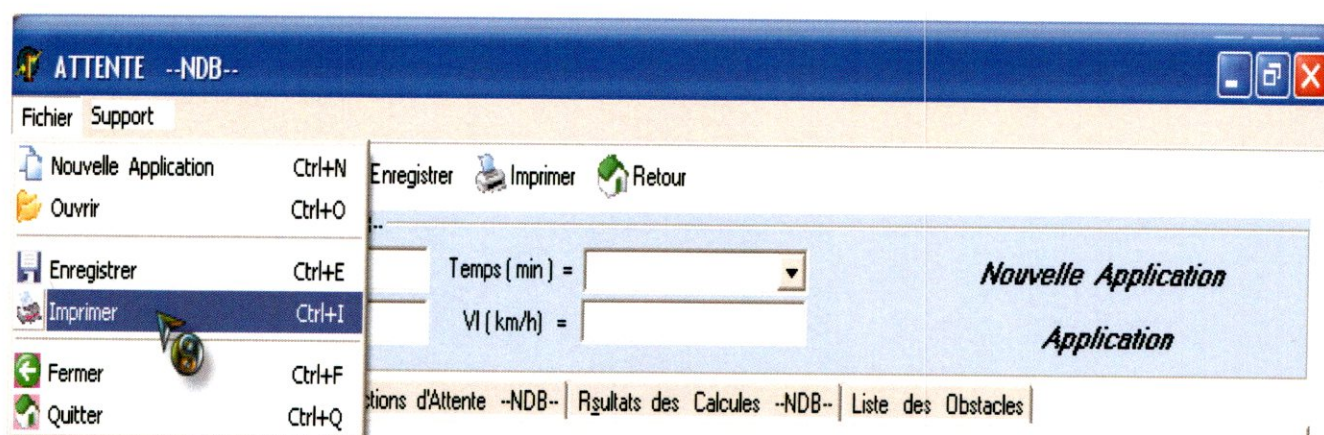 ATTENTE --NDB--
Fichier Support
Nouvelle Application Ctrl+N
Enregistrer Imprimer Retour
Ouvrir Ctrl+O
Enregistrer Ctrl+E
Temps ( min ) =
Nouvelle Application
Imprimer Ctrl+I
Vl ( km/h) =
Application
Fermer Ctrl+F
Quitter Ctrl+Q
d'Attente --NDB-- Rsultats des Calcules --NDB-- Liste des Obstacles